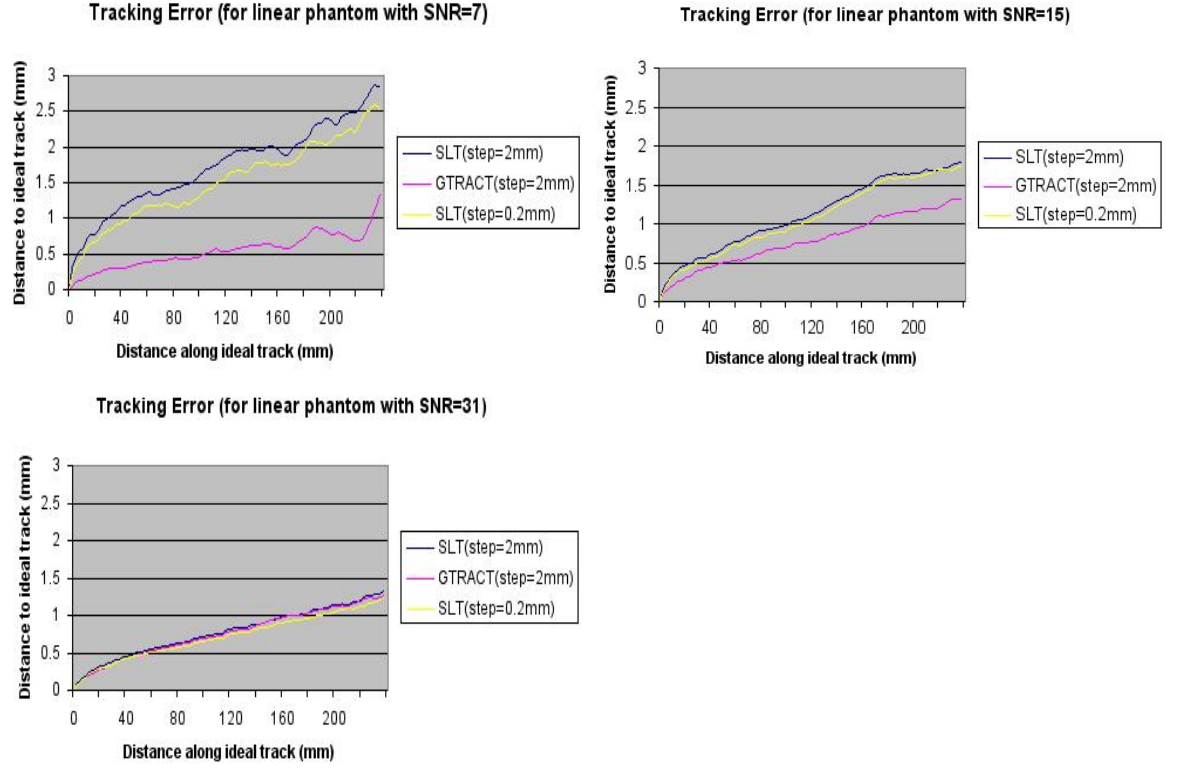 Tracking Error (for linear phantom with SNR=7)
Distance to ideal track (mm)
3
2.5
2
1.5
1
0.5
0
0 40 80 120 160 200
Distance along ideal track (mm)
SLT(step=2mm)
GTRACT(step=2mm)
SLT(step=0.2mm)
Tracking Error (for linear phantom with SNR=15)
Distance to ideal track (mm)
3
2.5
2
1.5
1
0.5
0
0 40 80 120 160 200
Distance along ideal track (mm)
SLT(step=2mm)
GTRACT(step=2mm)
SLT(step=0.2mm)
Tracking Error (for linear phantom with SNR=31)
Distance to ideal track (mm)
3
2.5
2
1.5
1
0.5
0
0 40 80 120 160 200
Distance along ideal track (mm)
SLT(step=2mm)
GTRACT(step=2mm)
SLT(step=0.2mm)